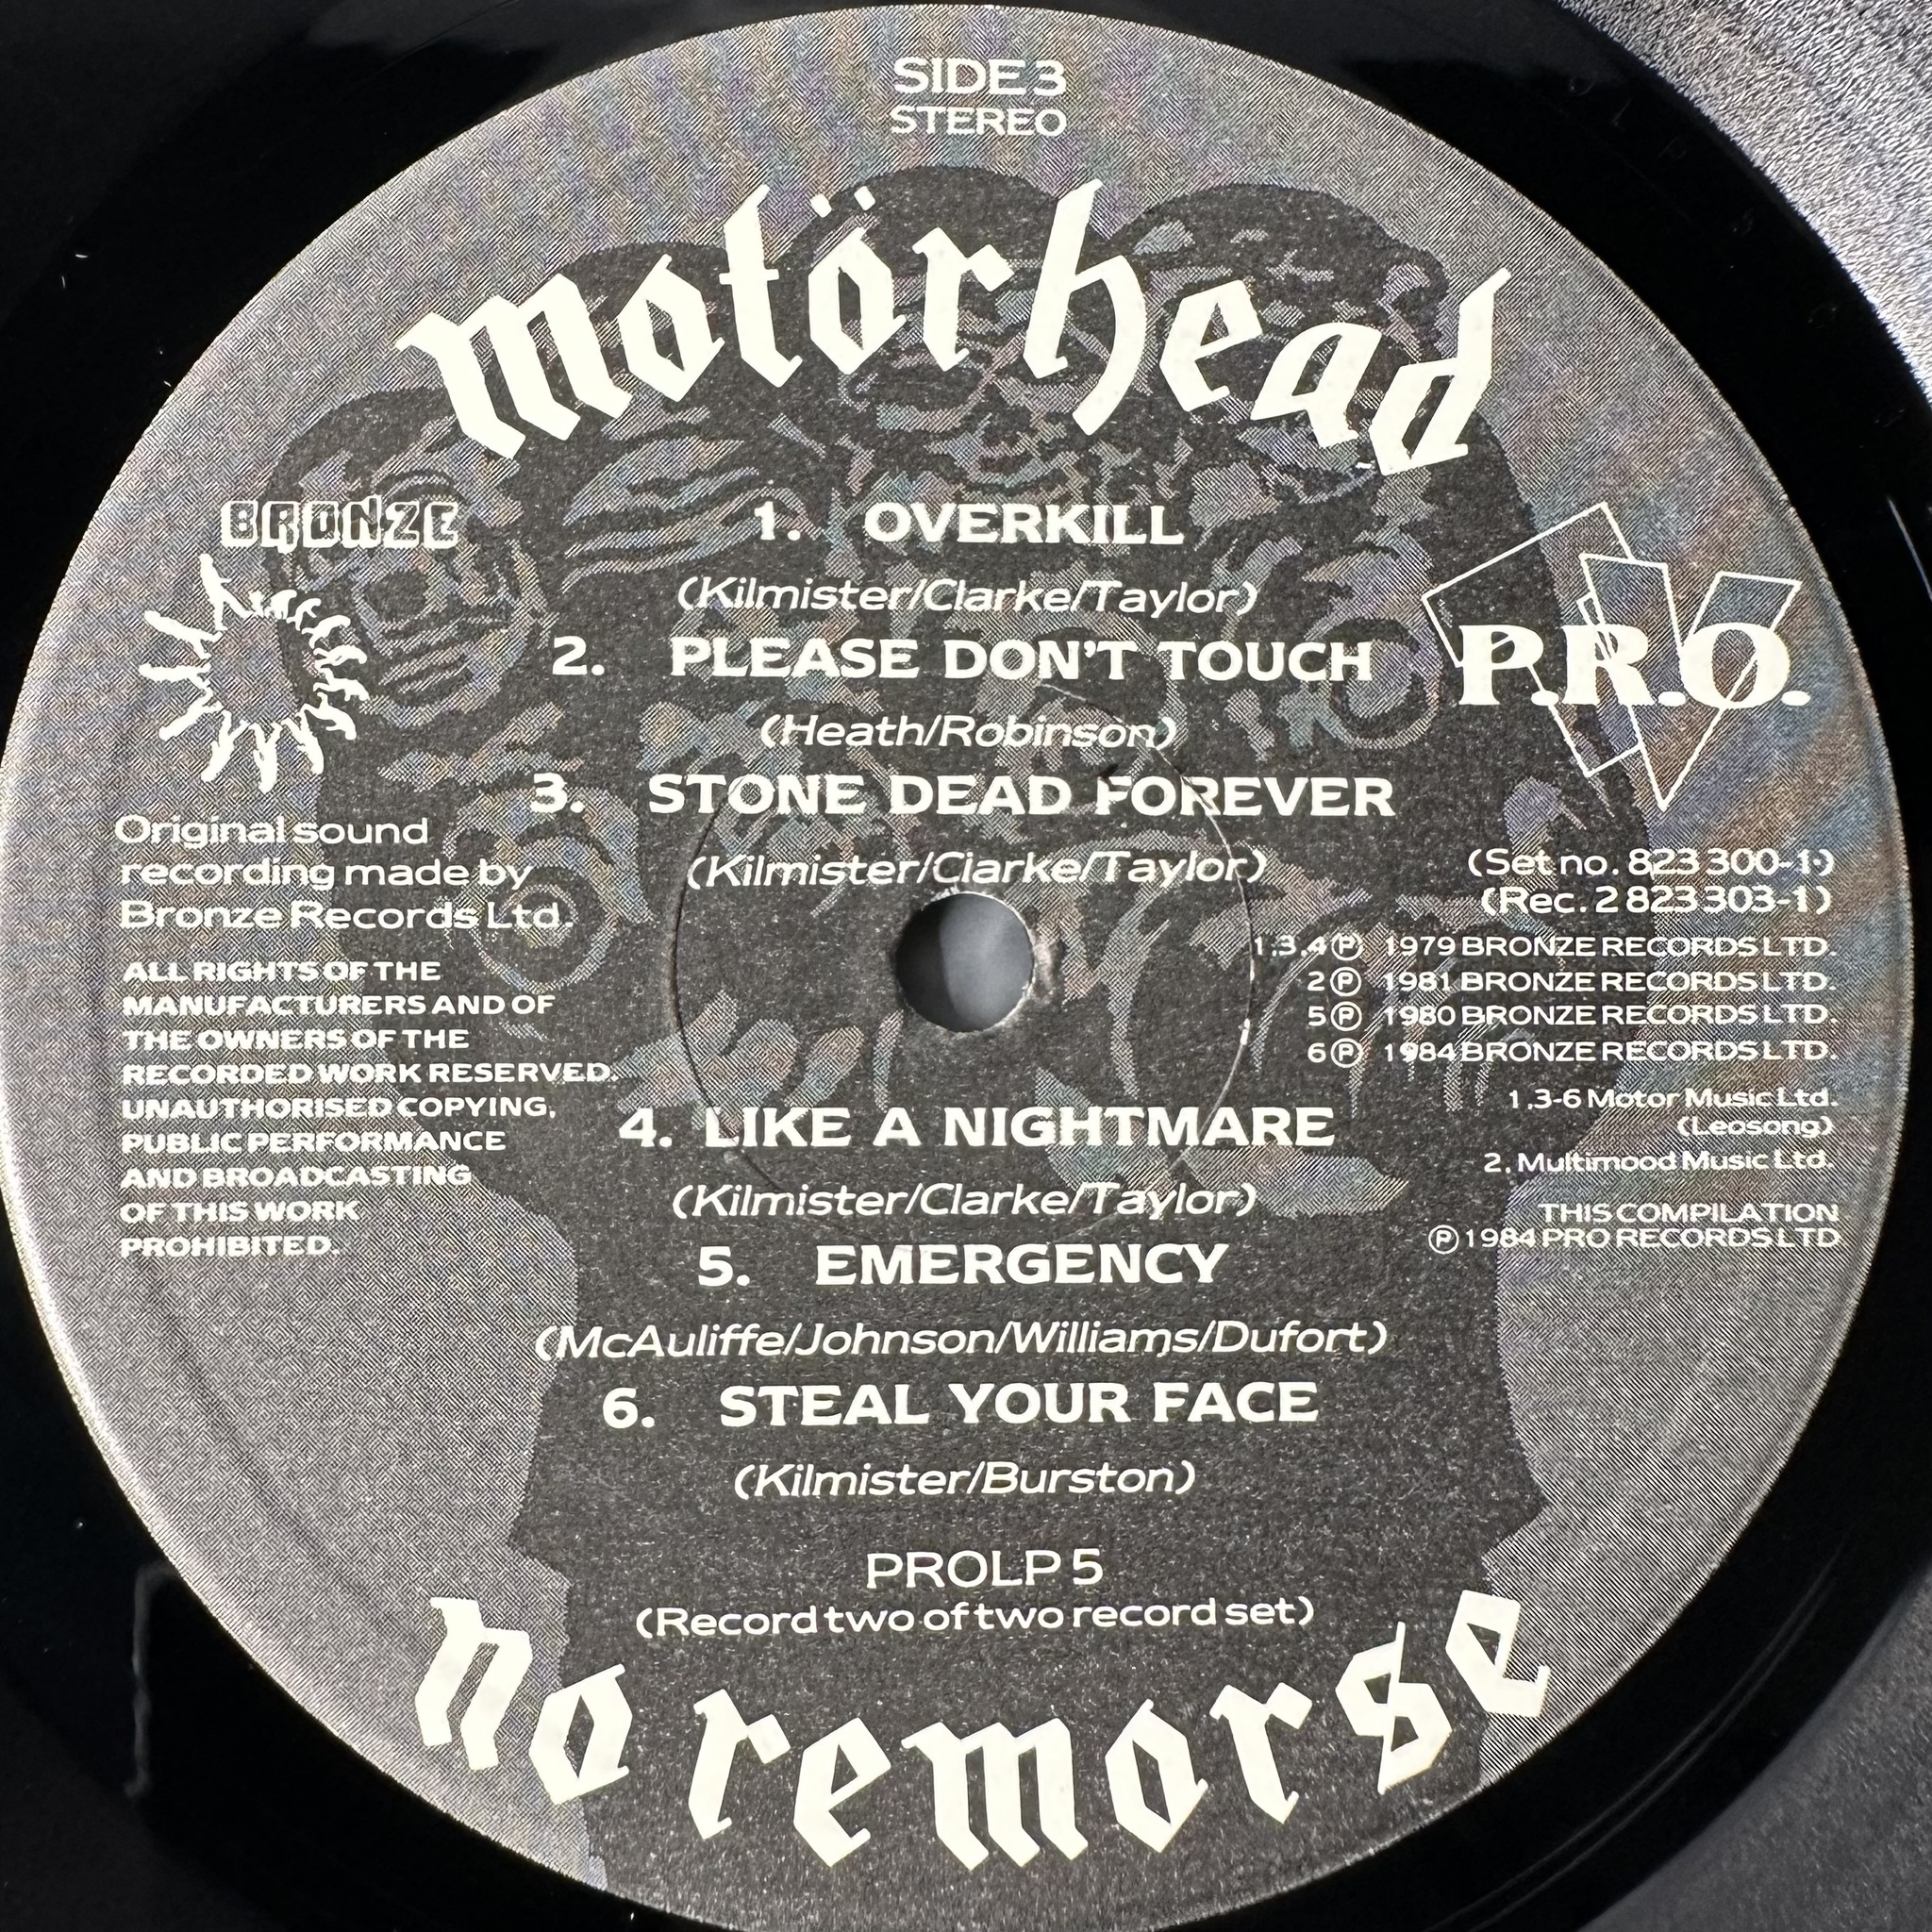 SIDE 3
STEREO
motörhead
BRONZE
1. OVERKILL
(Kilmister/Clarke/Taylor)
2. PLEASE DON'T TOUCH
(Heath/Robinson)
3. STONE DEAD FOREVER
(Kilmister/Clarke/Taylor)
P.R.O.
Original sound
recording made by
Bronze Records Ltd.
ALL RIGHTS OF THE
MANUFACTURERS AND OF
THE OWNERS OF THE
RECORDED WORK RESERVED.
UNAUTHORISED COPYING,
PUBLIC PERFORMANCE
AND BROADCASTING
OF THIS WORK
PROHIBITED.
(Set no. 823 300-1)
(Rec. 2 823 303-1)
1,3,4 Ⓟ 1979 BRONZE RECORDS LTD.
2 Ⓟ 1981 BRONZE RECORDS LTD.
5 Ⓟ 1980 BRONZE RECORDS LTD.
6 Ⓟ 1984 BRONZE RECORDS LTD.
1,3-6 Motor Music Ltd.
(Leosong)
2. Multimood Music Ltd.
THIS COMPILATION
Ⓟ 1984 PRO RECORDS LTD
4. LIKE A NIGHTMARE
(Kilmister/Clarke/Taylor)
5. EMERGENCY
(McAuliffe/Johnson/Williams/Dufort)
6. STEAL YOUR FACE
(Kilmister/Burston)
PROLP 5
(Record two of two record set)
no remorse